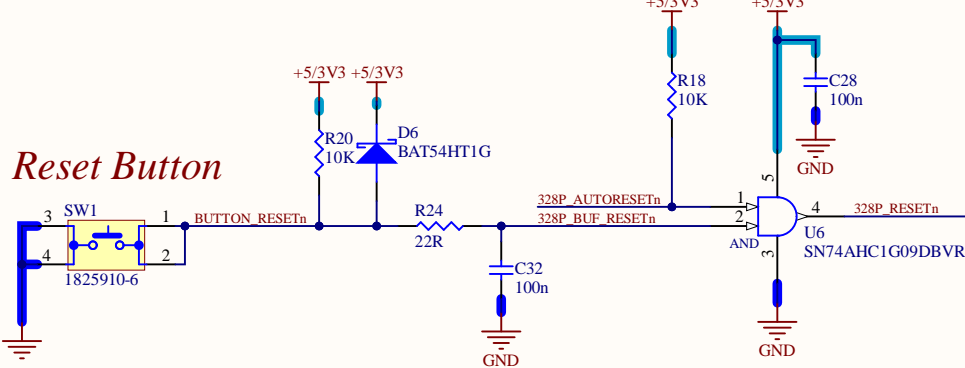 +5/3V3
+5/3V3
+5/3V3 +5/3V3
R18
10K
C28
100n
GND
R20
10K
D6
BAT54HT1G
Reset Button
5
SW1
3
1
BUTTON_RESETn
R24
22R
328P_AUTORESETn
1
328P_BUF_RESETn
2
4
328P_RESETn
AND
U6
SN74AHC1G09DBVR
3
4
2
1825910-6
C32
100n
GND
GND